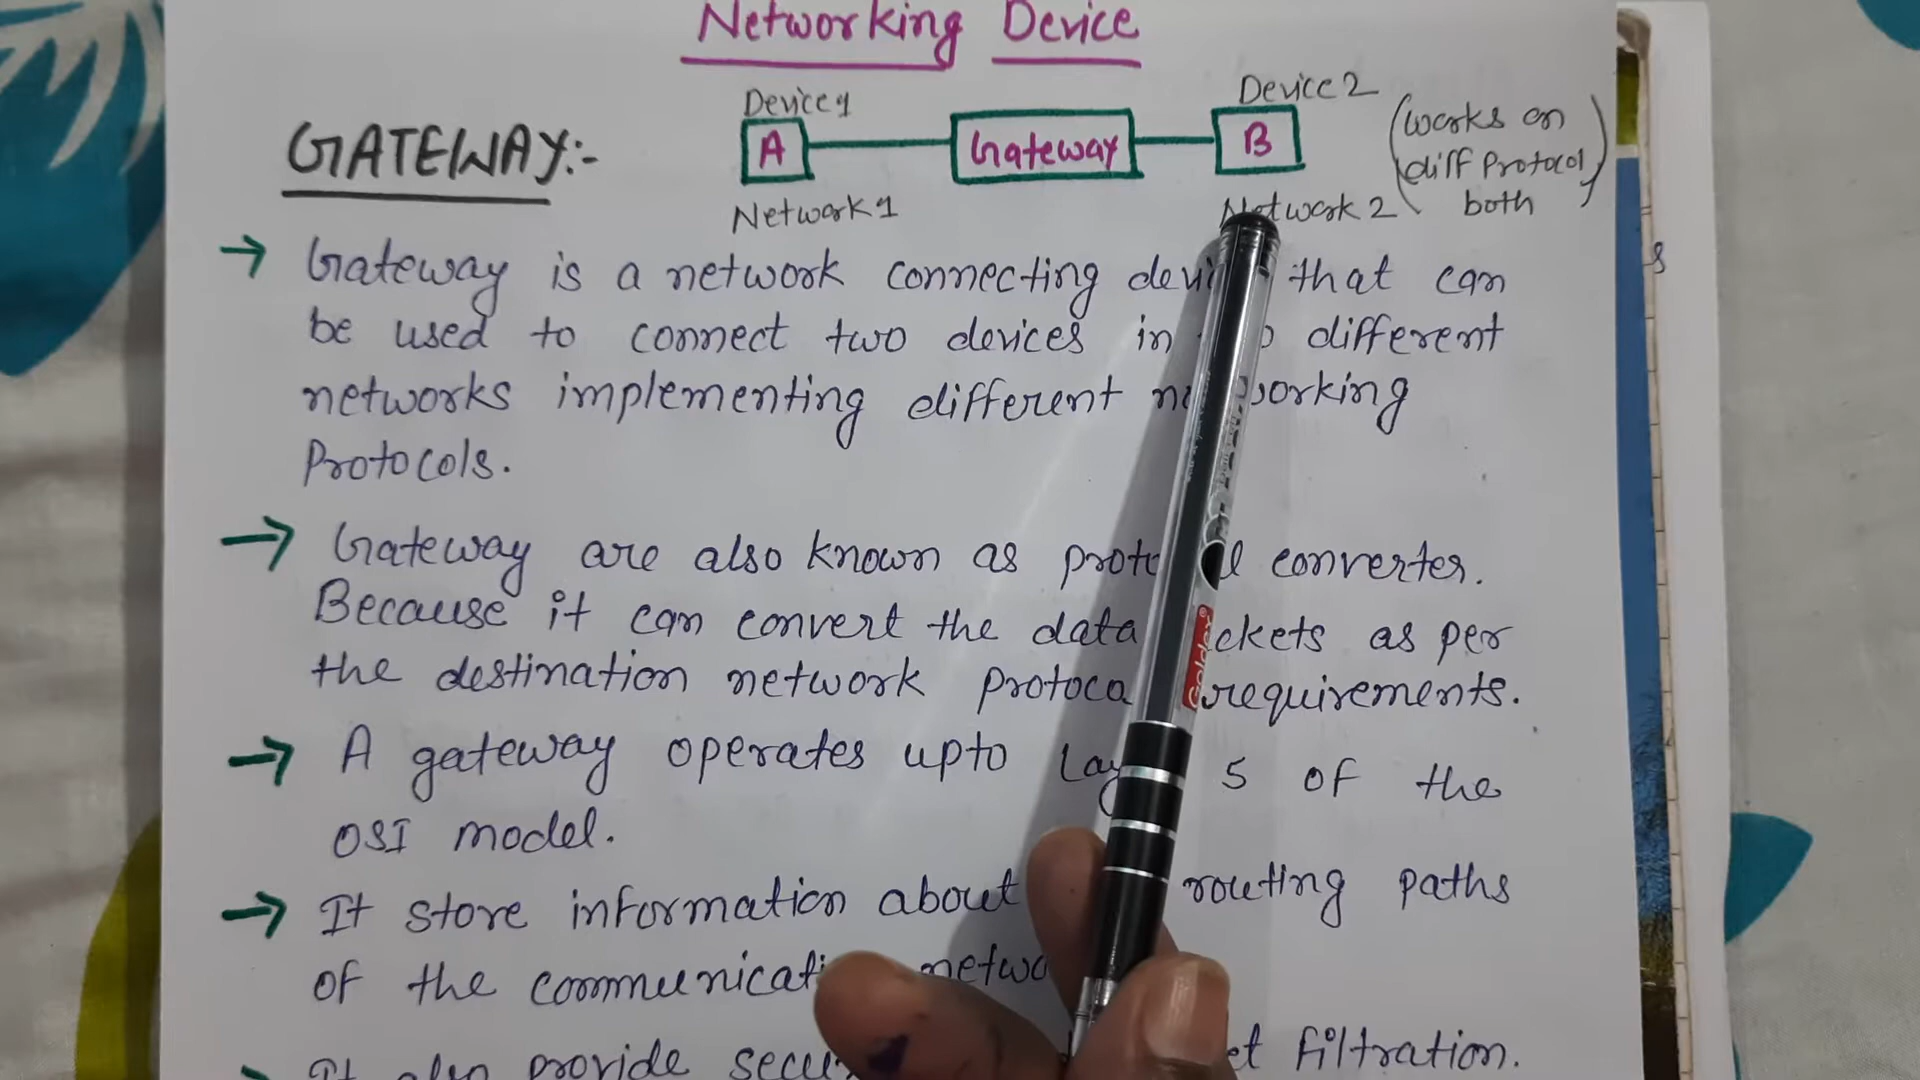 Networking Device
Device 1
Device 2
GATEWAY:-
A
Gateway
B
(works on
diff Protocol
both)
Network 1
Network 2
→ Gateway is a network connecting that can
be used to connect two devices in different
networks implementing different
Protocols.
→ Gateway are also known as converter.
Because it can convert the data as per
the destination network requirements.
→ A gateway operates upto 5 of the
OSI model.
→ It store information about routing paths
of the
It also provide filtration.
s